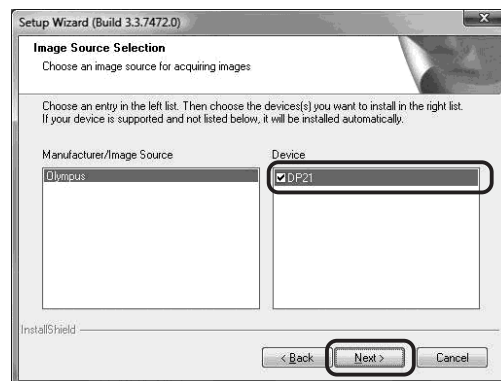 Setup Wizard (Build 3.3.7472.0)
Image Source Selection
Choose an image source for acquiring images
Choose an entry in the left list. Then choose the devices(s) you want to install in the right list.
If your device is supported and not listed below, it will be installed automatically.
Manufacturer/Image Source
Device
Olympus
DP21
InstallShield
< Back
Next >
Cancel